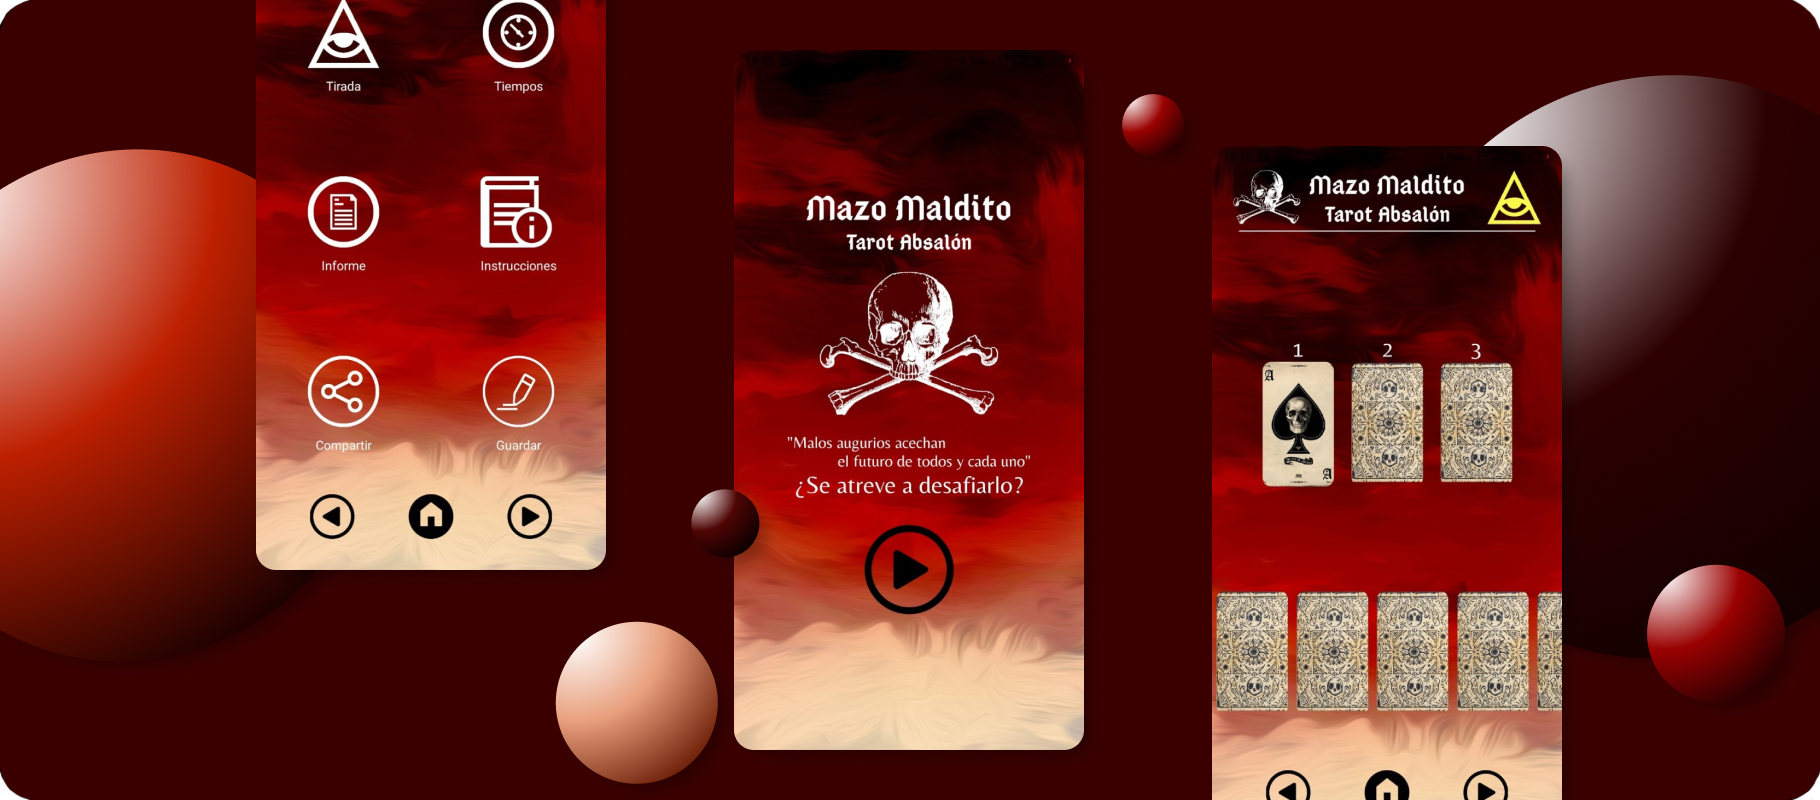 Tirada
Tiempos
Informe
Instrucciones
Compartir
Guardar
Mazo Maldito
Tarot Absalón
"Malos augurios acechan
el futuro de todos y cada uno"
¿Se atreve a desafiarlo?
Mazo Maldito
Tarot Absalón
1
2
3
A
A